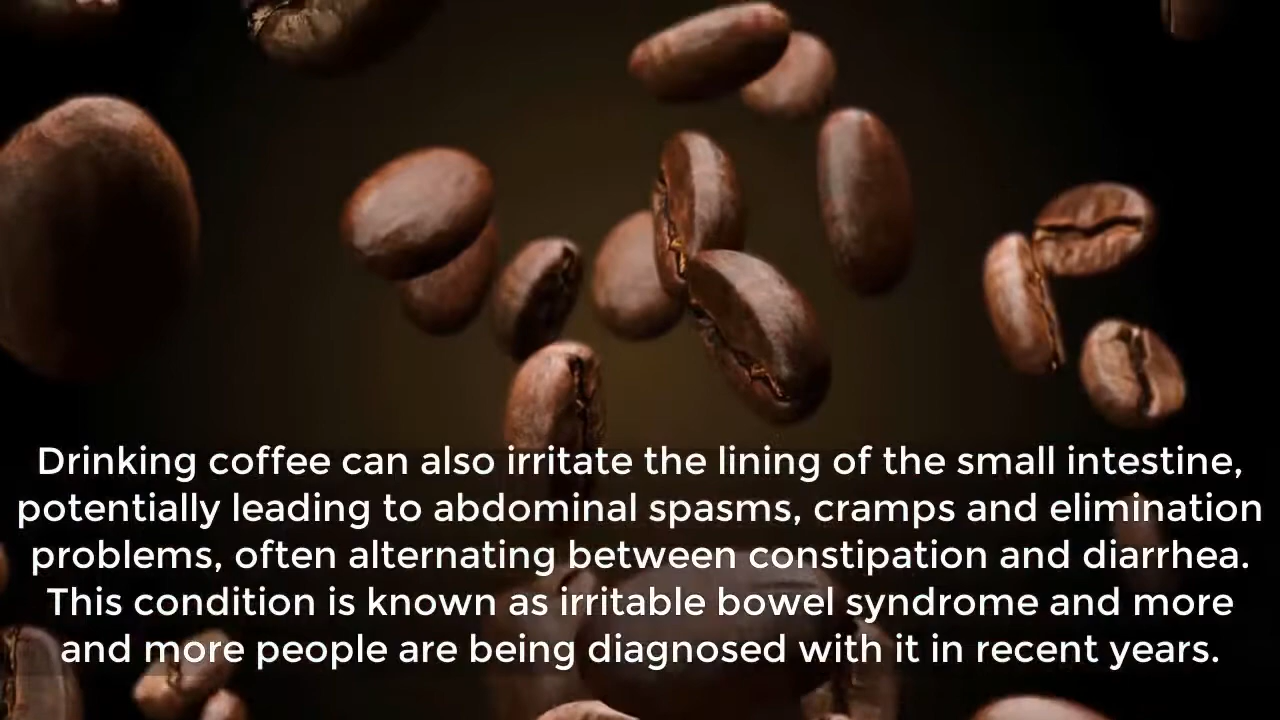 Drinking coffee can also irritate the lining of the small intestine,
potentially leading to abdominal spasms, cramps and elimination
problems, often alternating between constipation and diarrhea.
This condition is known as irritable bowel syndrome and more
and more people are being diagnosed with it in recent years.